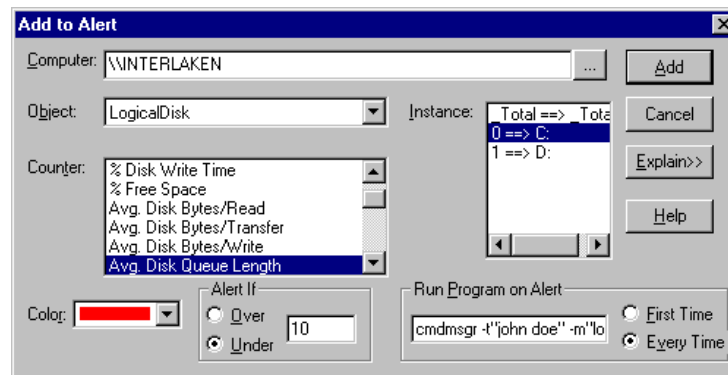 Add to Alert
Computer: \\INTERLAKEN ... Add
Object: LogicalDisk Instance: _Total ==> _Tota Cancel
0 ==> C:
1 ==> D:
Counter: % Disk Write Time Explain>>
% Free Space
Avg. Disk Bytes/Read
Avg. Disk Bytes/Transfer Help
Avg. Disk Bytes/Write
Avg. Disk Queue Length
Alert If Run Program on Alert
Color: Over 10 cmdmsgr -t"john doe" -m"lo First Time
Under Every Time